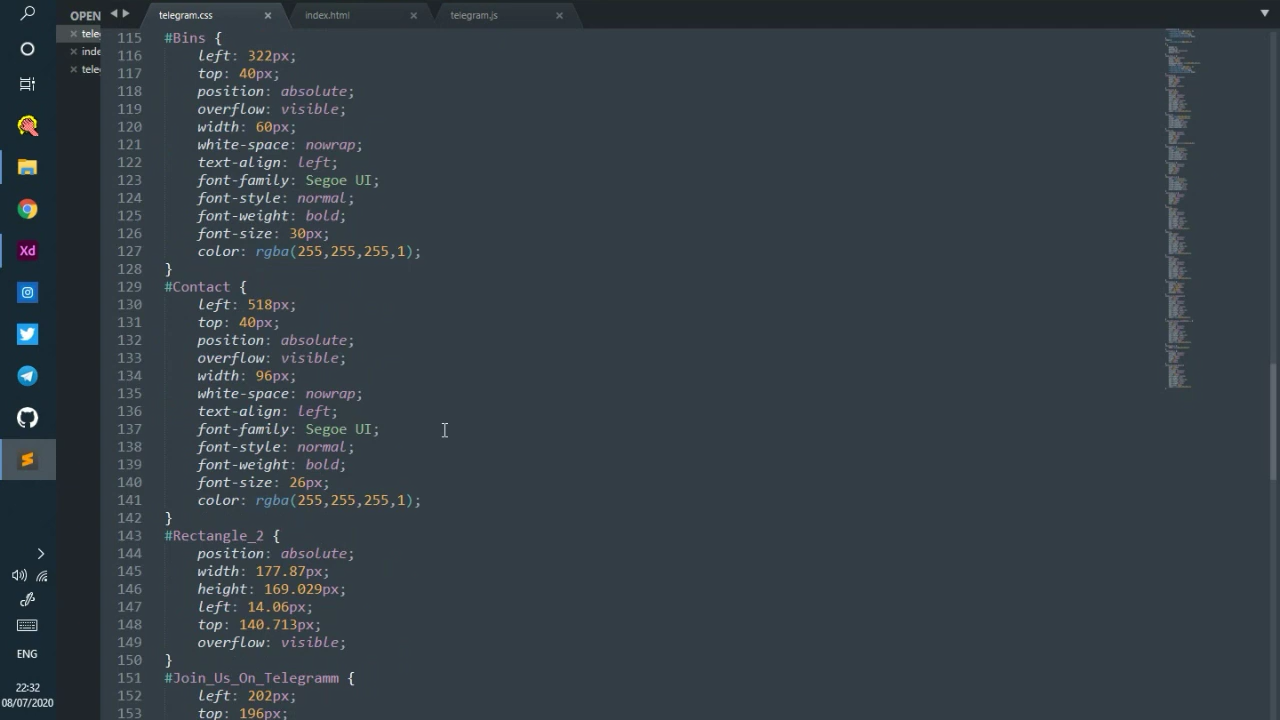 OPEN
telegram.css
index.html
telegram.js
tele
inde
tele
115 #Bins {
116 left: 322px;
117 top: 40px;
118 position: absolute;
119 overflow: visible;
120 width: 60px;
121 white-space: nowrap;
122 text-align: left;
123 font-family: Segoe UI;
124 font-style: normal;
125 font-weight: bold;
126 font-size: 30px;
127 color: rgba(255,255,255,1);
128 }
129 #Contact {
130 left: 518px;
131 top: 40px;
132 position: absolute;
133 overflow: visible;
134 width: 96px;
135 white-space: nowrap;
136 text-align: left;
137 font-family: Segoe UI;
138 font-style: normal;
139 font-weight: bold;
140 font-size: 26px;
141 color: rgba(255,255,255,1);
142 }
143 #Rectangle_2 {
144 position: absolute;
145 width: 177.87px;
146 height: 169.029px;
147 left: 14.06px;
148 top: 140.713px;
149 overflow: visible;
150 }
151 #Join_Us_On_Telegramm {
152 left: 202px;
153 top: 196px;
Xd
ENG
22:32
08/07/2020